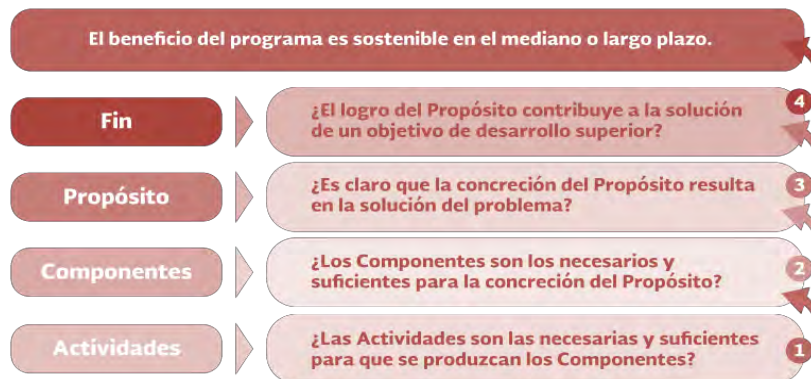 El beneficio del programa es sostenible en el mediano o largo plazo.
Fin
¿El logro del Propósito contribuye a la solución
de un objetivo de desarrollo superior?
4
Propósito
¿Es claro que la concreción del Propósito resulta
en la solución del problema?
3
Componentes
¿Los Componentes son los necesarios y
suficientes para la concreción del Propósito?
2
Actividades
¿Las Actividades son las necesarias y suficientes
para que se produzcan los Componentes?
1